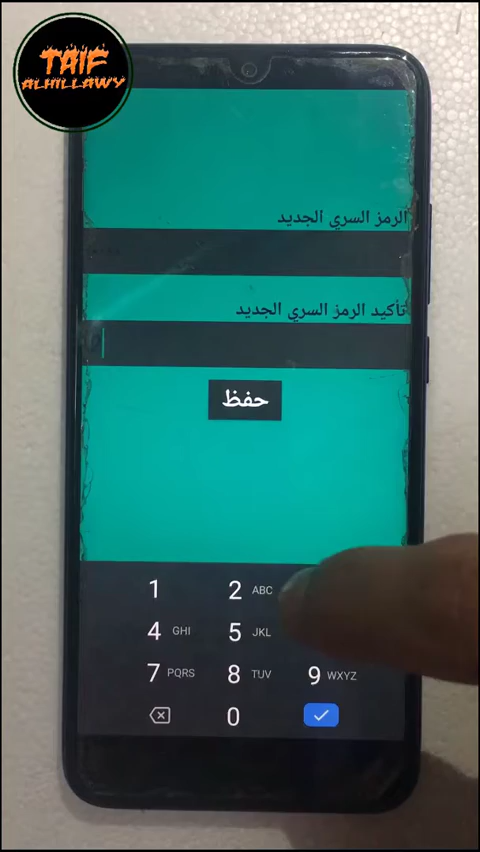 TAIF
ALHILLAWY
الرمز السري الجديد
تأكيد الرمز السري الجديد
حفظ
1
2 ABC
4 GHI
5 JKL
7 PQRS
8 TUV
9 WXYZ
0